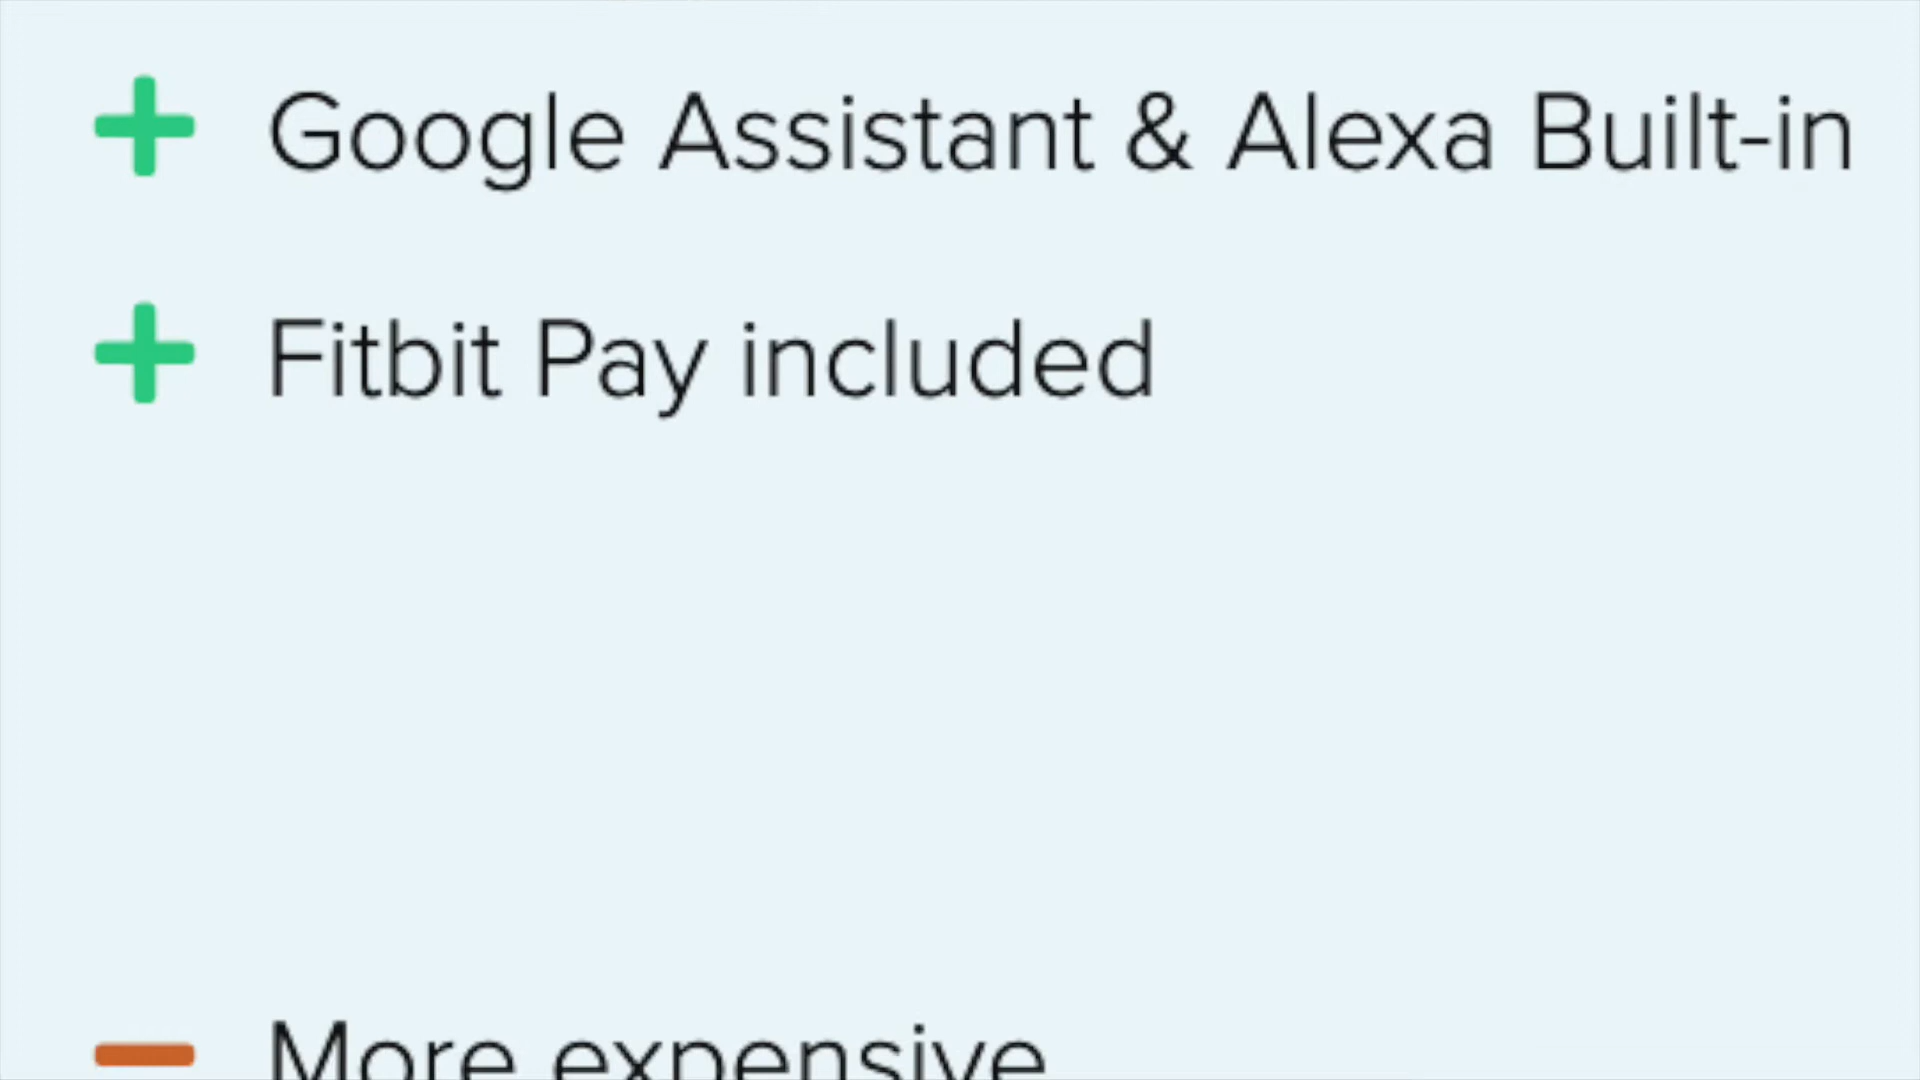 Google Assistant & Alexa Built-in
Fitbit Pay included
More expensive